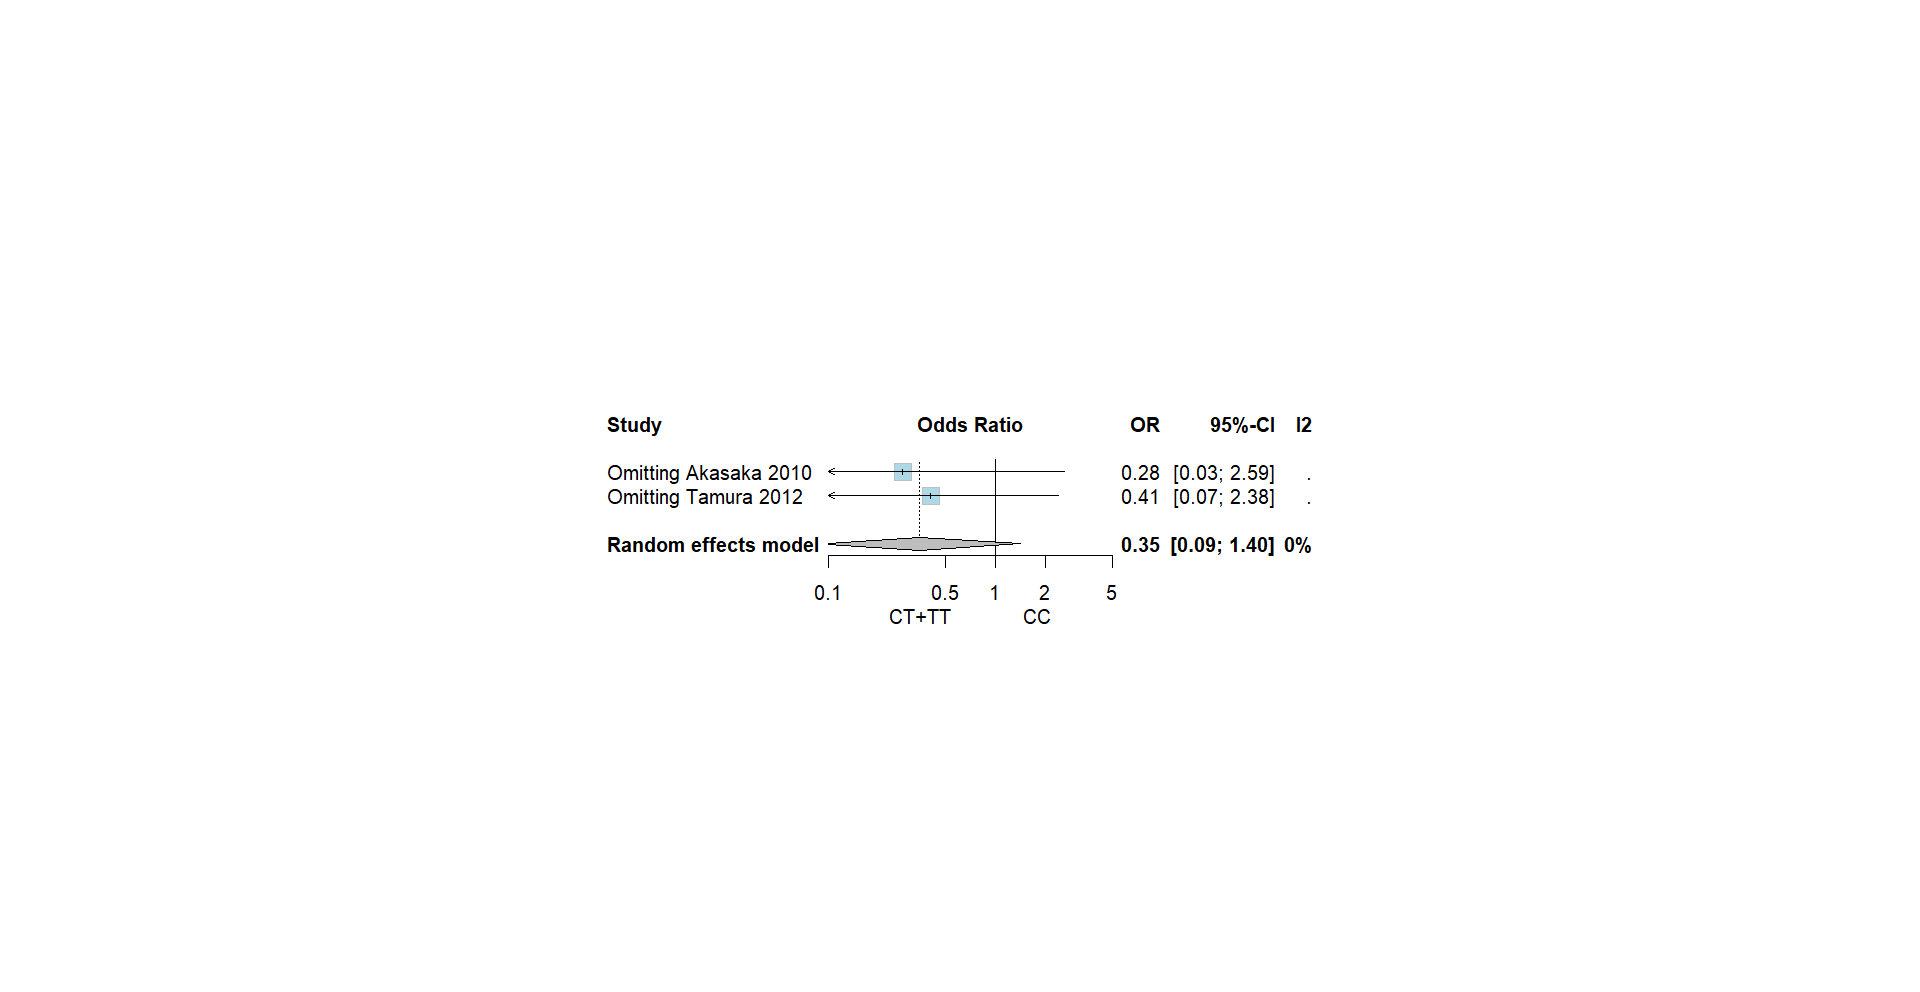 Study Odds Ratio OR 95%-CI I2
Omitting Akasaka 2010 0.28 [0.03; 2.59] .
Omitting Tamura 2012 0.41 [0.07; 2.38] .
Random effects model 0.35 [0.09; 1.40] 0%
0.1 0.5 1 2 5
CT+TT CC